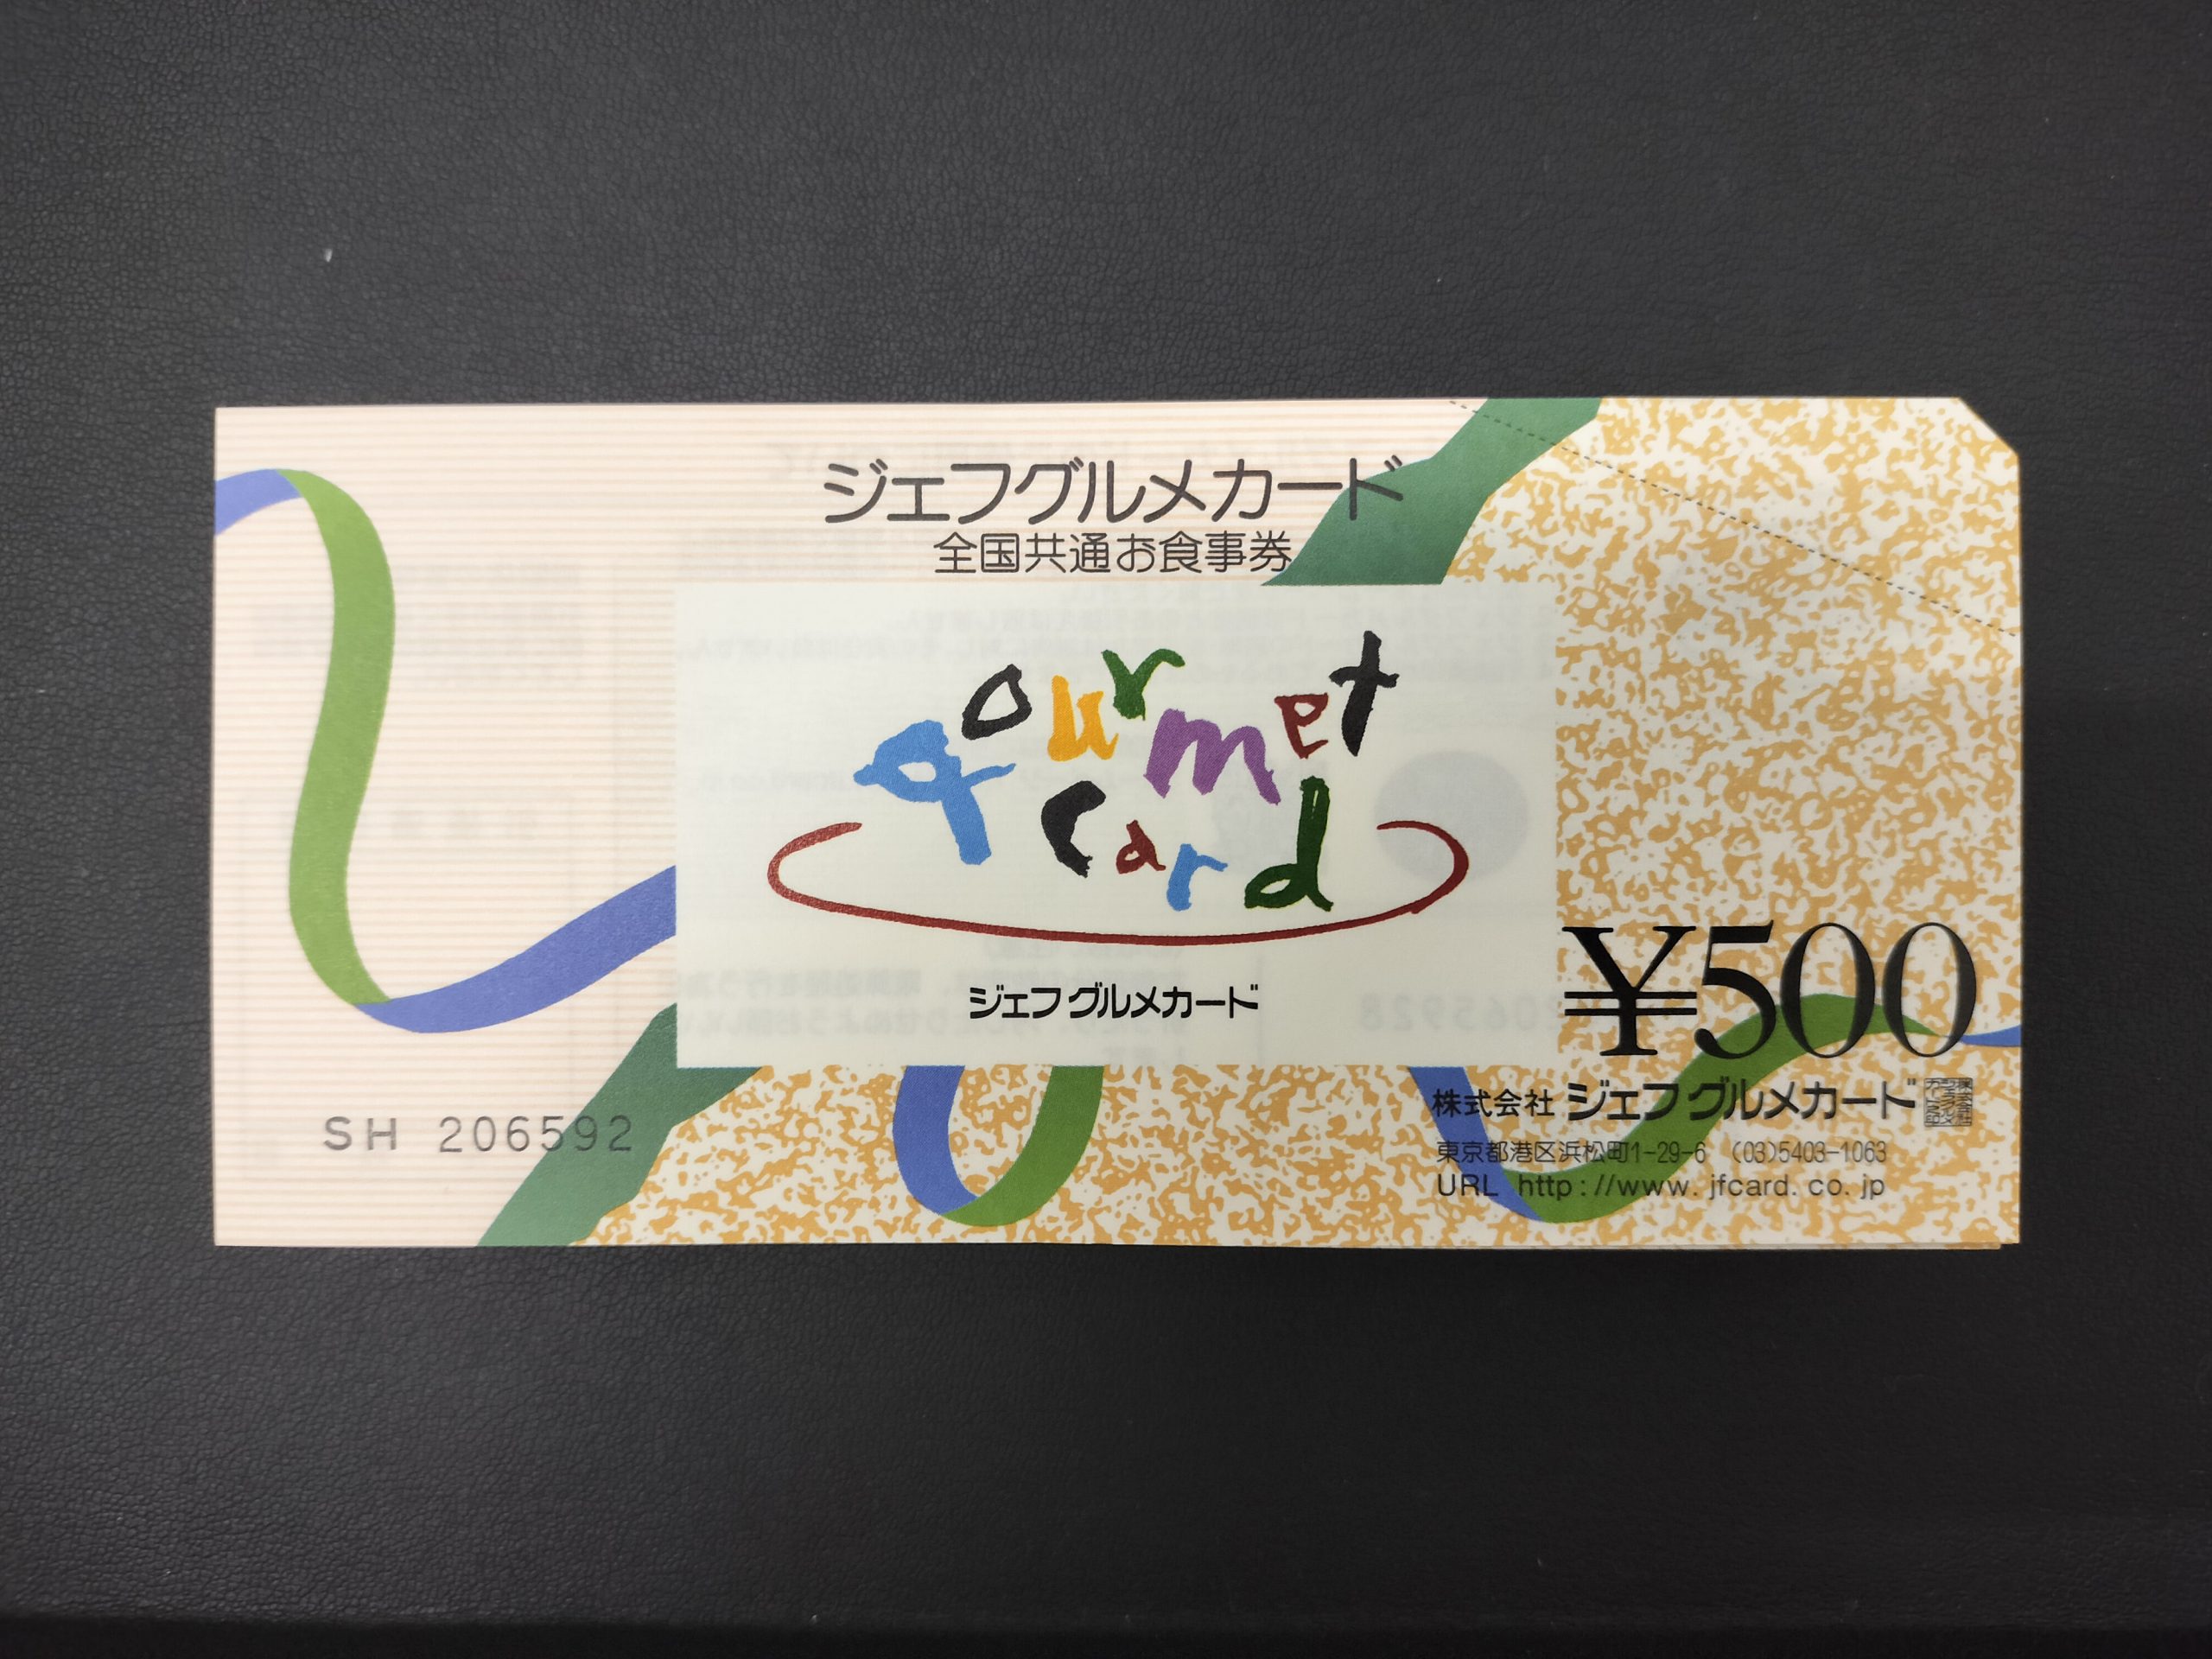 ジェフグルメカード
全国共通お食事券
gourmet
card
ジェフグルメカード
¥500
SH 206592
株式会社 ジェフグルメカード
東京都港区浜松町1-29-6 (03)5403-1063
URL http://www.jfcard.co.jp